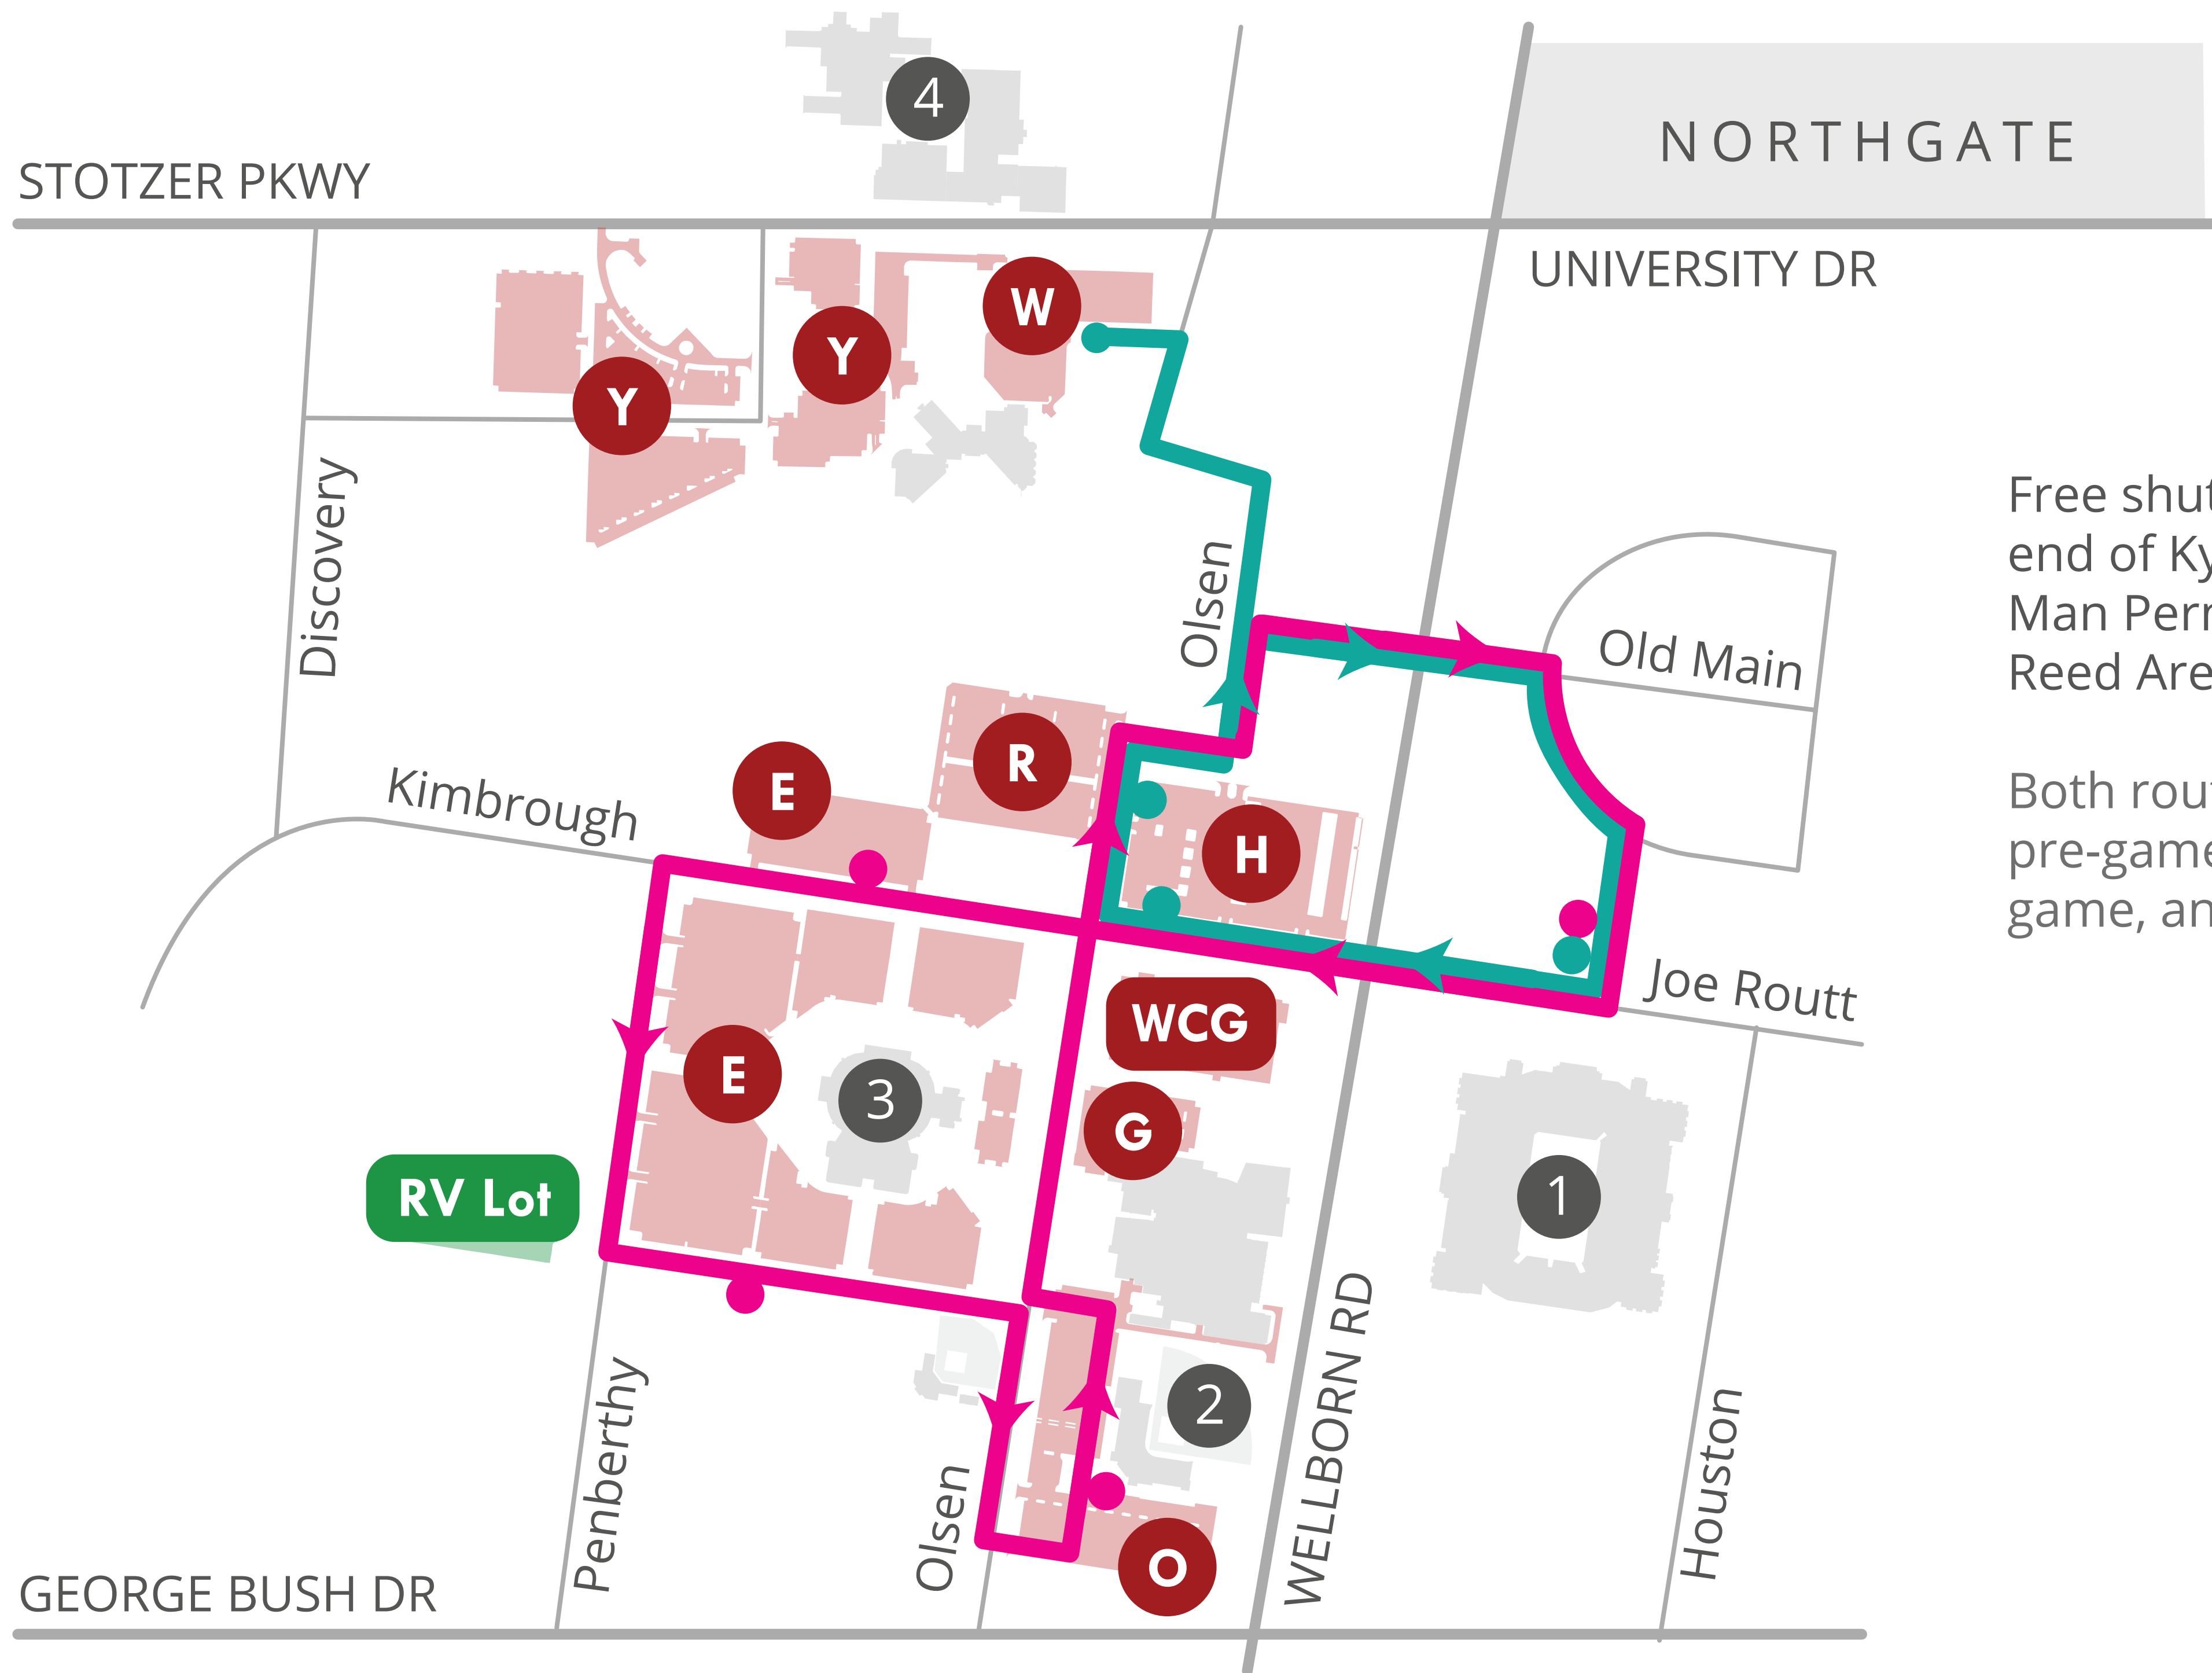 4
NORTHGATE
STOTZER PKWY
UNIVERSITY DR
W
Y
Y
Discovery
Olsen
Old Main
Free shut
end of Ky
Man Perr
Reed Are
Both rout
pre-game
game, an
Kimbrough
E
R
H
Joe Routt
WCG
E
3
G
RV Lot
1
2
WELLBORN RD
Penberthy
Olsen
Houston
O
GEORGE BUSH DR